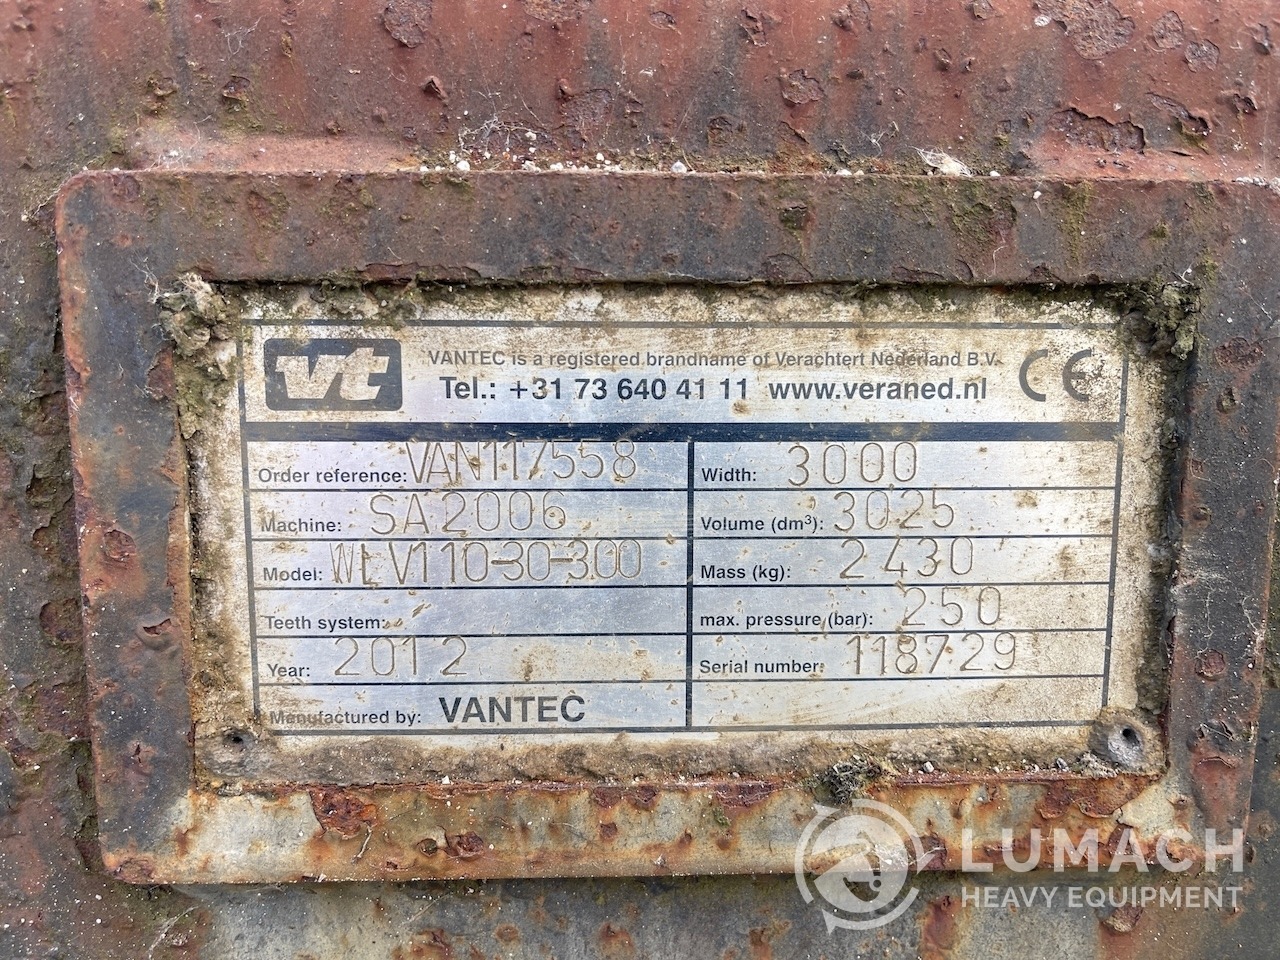 vt VANTEC is a registered brandname of Verachtert Nederland B.V.
Tel.: +31 73 640 41 11 www.veraned.nl CE
Order reference: VAN117558
Machine: SA2006
Model: WLV110-30-300
Teeth system:
Year: 2012
Manufactured by: VANTEC
Width: 3000
Volume (dm³): 3025
Mass (kg): 2430
max. pressure (bar): 250
Serial number: 118729
LUMACH
HEAVY EQUIPMENT